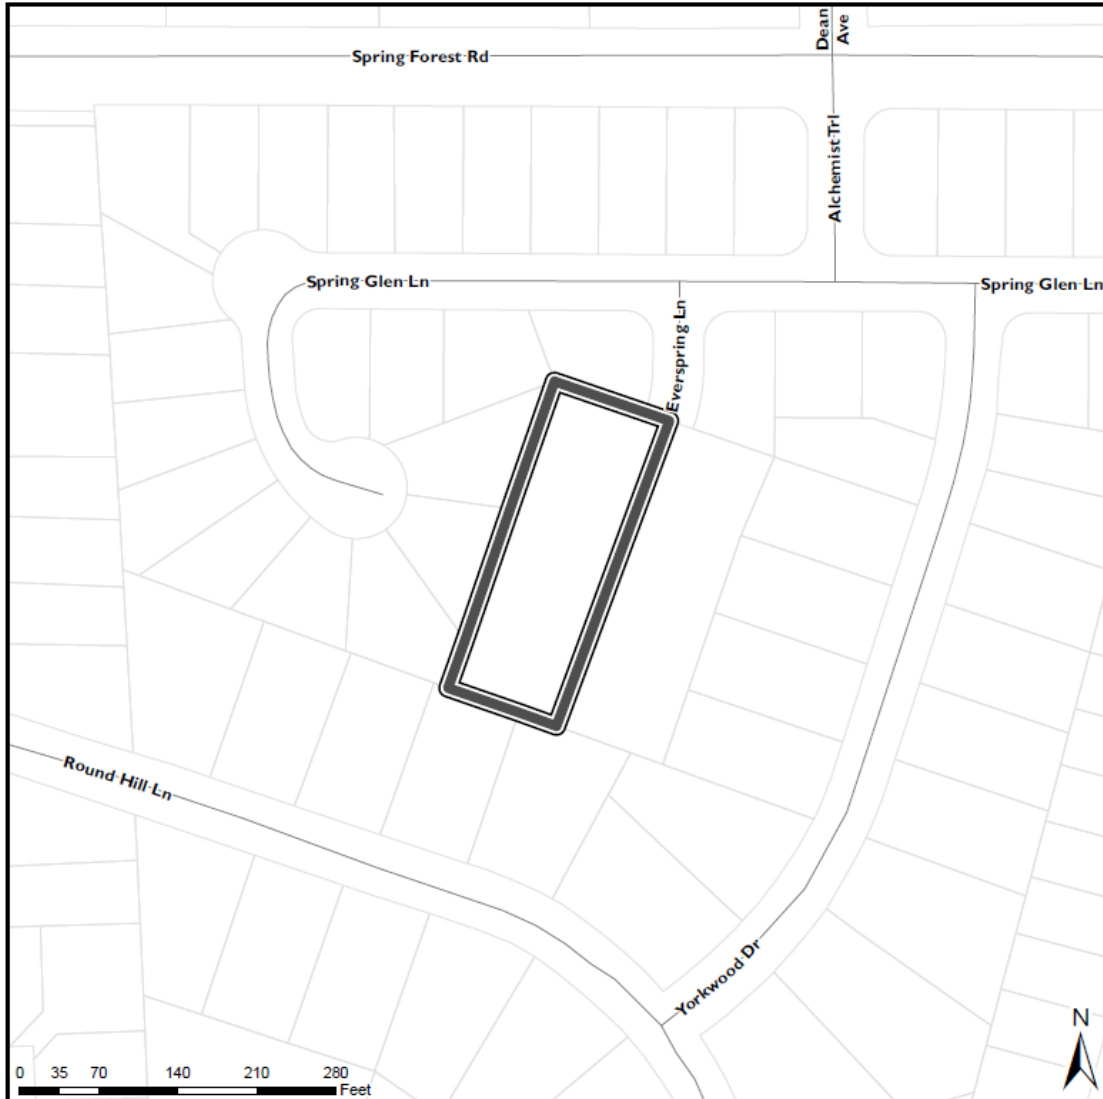 Dean
Ave
Spring Forest Rd
Alchemist Trl
Spring Glen Ln
Spring Glen Ln
Everspring Ln
Round Hill Ln
Yorkwood Dr
N
0 35 70 140 210 280
Feet